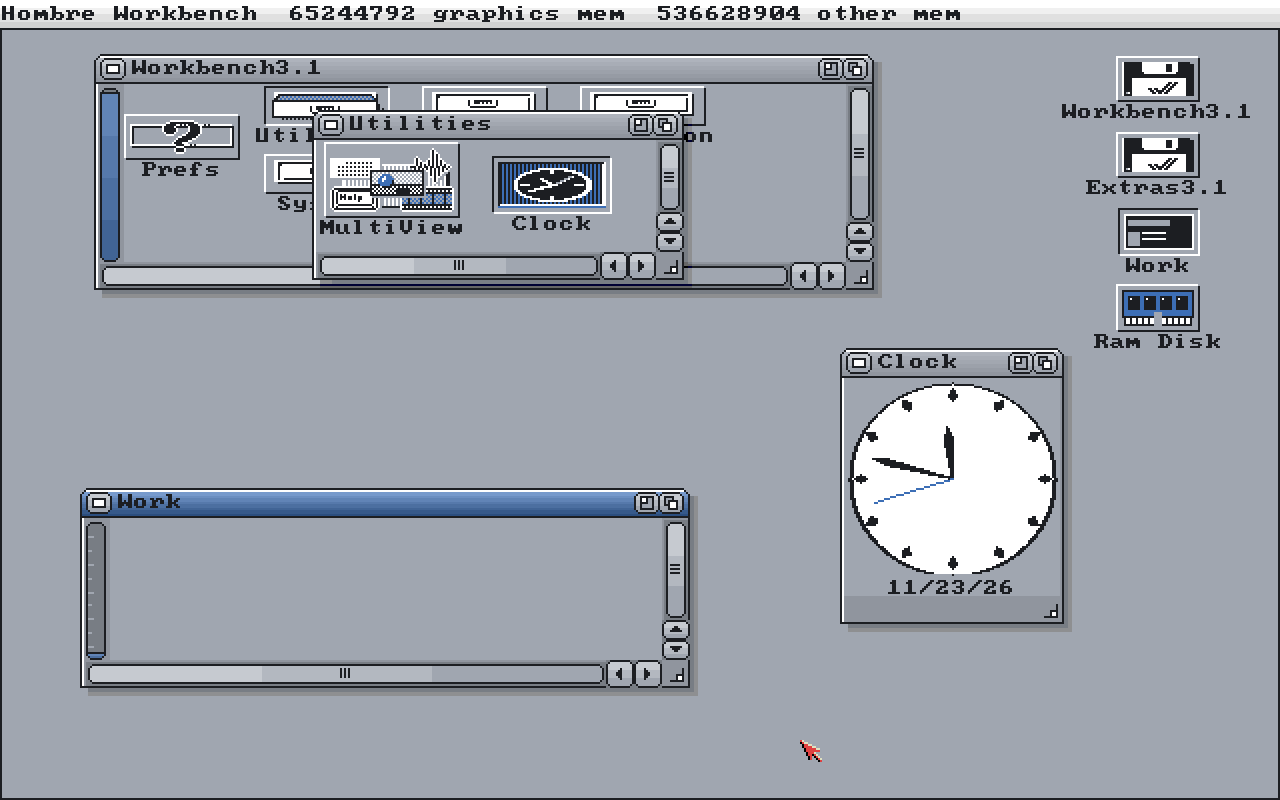 Hombre Workbench  65244792 graphics mem  536628904 other mem
Workbench3.1
Prefs
Utilities
Help
MultiView
Clock
Workbench3.1
Extras3.1
Work
Ram Disk
Clock
11/23/26
Work